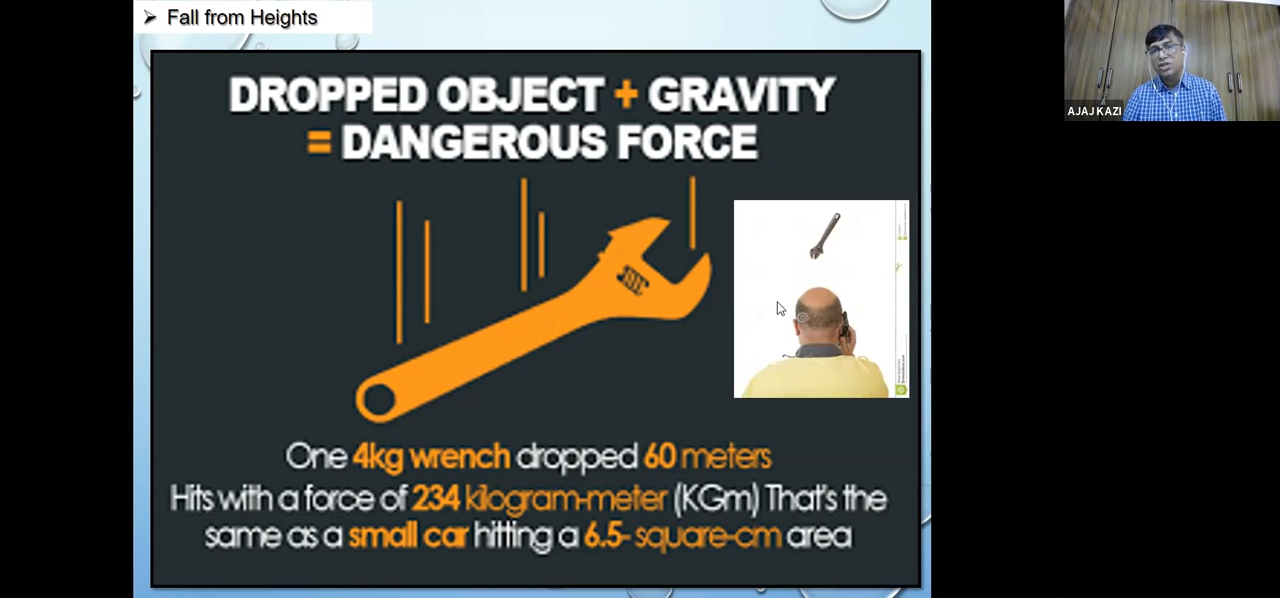 ➢ Fall from Heights
DROPPED OBJECT + GRAVITY
= DANGEROUS FORCE
One 4kg wrench dropped 60 meters
Hits with a force of 234 kilogram-meter (KGm) That's the
same as a small car hitting a 6.5- square-cm area
AJAJ KAZI